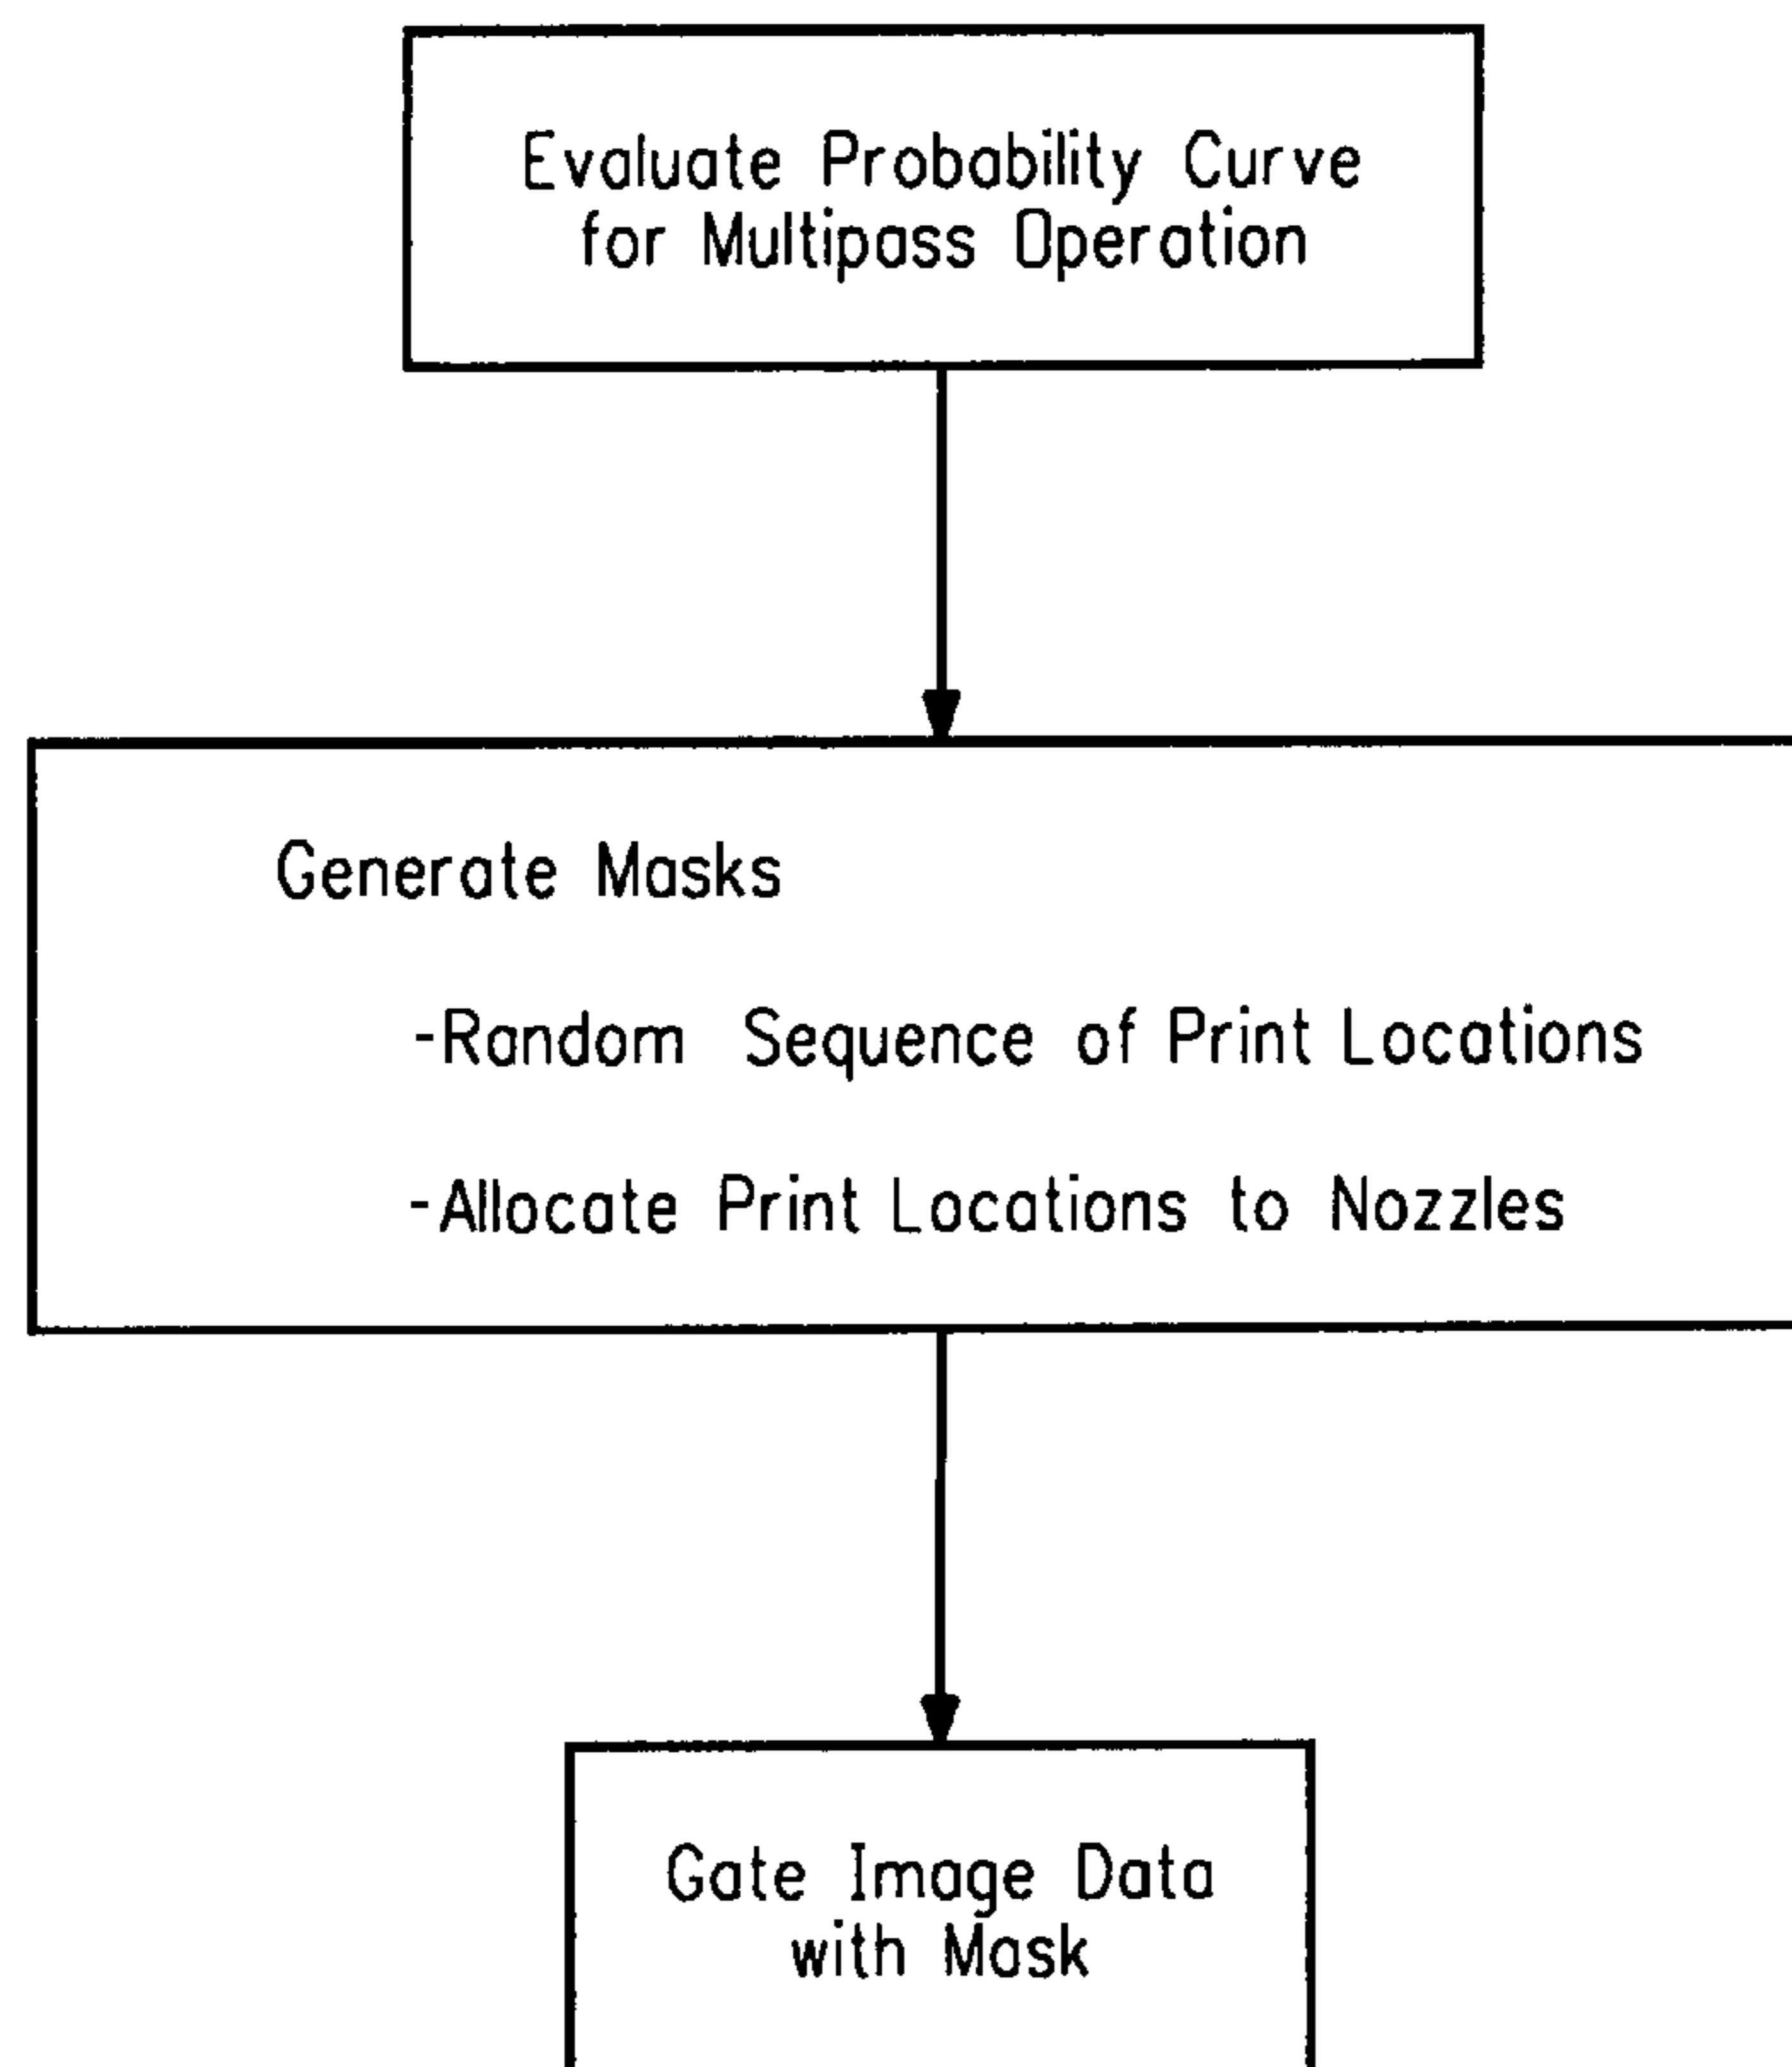 Evaluate Probability Curve
for Multipass Operation
Generate Masks
-Random Sequence of Print Locations
-Allocate Print Locations to Nozzles
Gate Image Data
with Mask